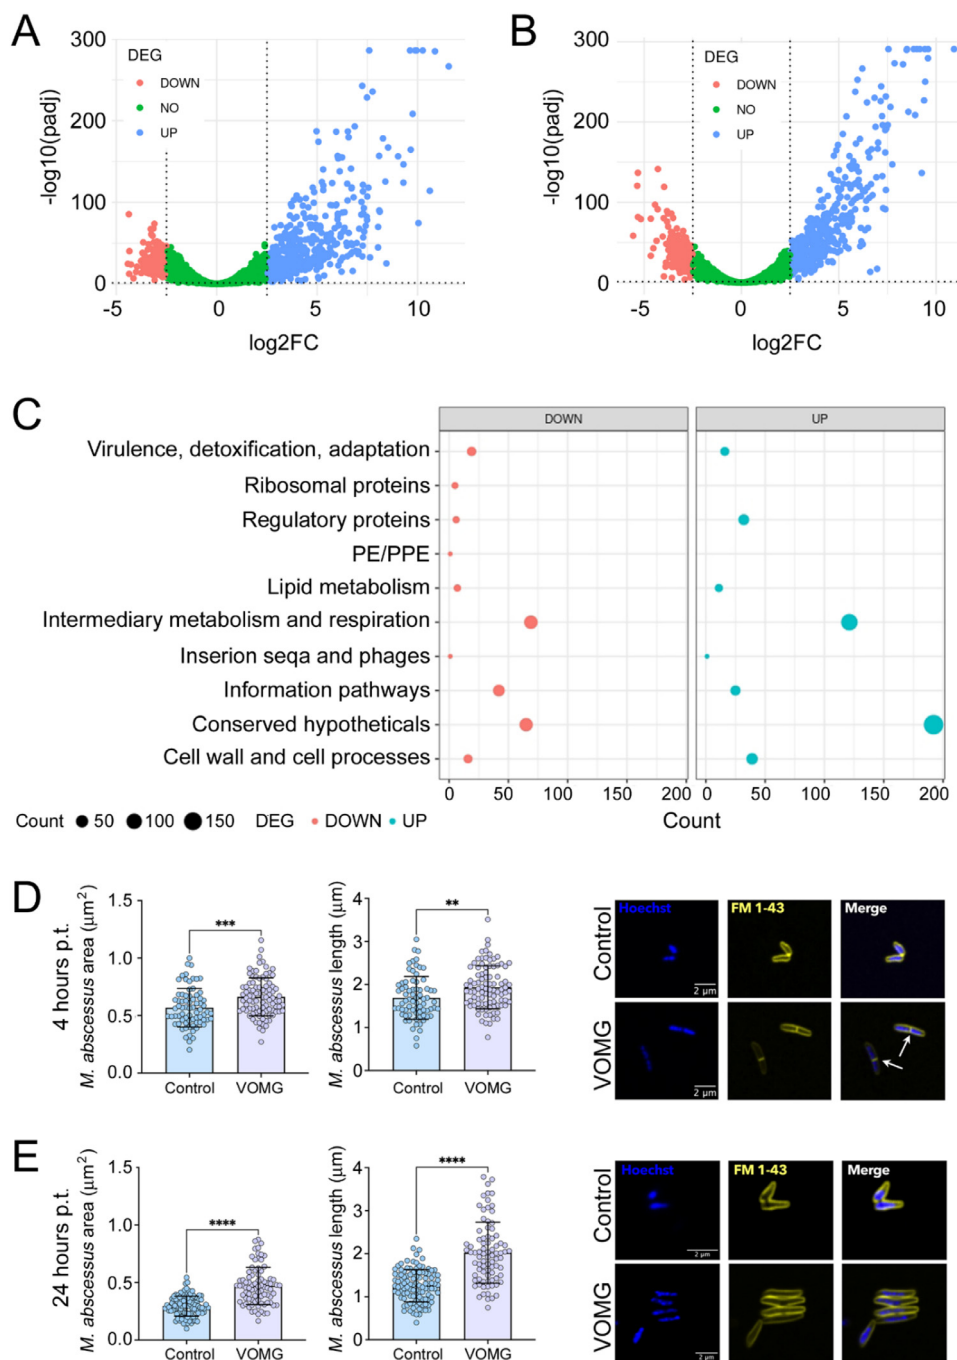 A
300
200
100
0
-log10(padj)
DEG
DOWN
NO
UP
-5
0
5
10
log2FC
B
300
200
100
0
-log10(padj)
DEG
DOWN
NO
UP
-5
0
5
10
log2FC
C
DOWN
UP
Virulence, detoxification, adaptation
Ribosomal proteins
Regulatory proteins
PE/PPE
Lipid metabolism
Intermediary metabolism and respiration
Inserion seqa and phages
Information pathways
Conserved hypotheticals
Cell wall and cell processes
0 50 100 150 200
0 50 100 150 200
Count
Count 50 100 150 DEG DOWN UP
D
4 hours p.t.
M. abscessus area (μm²)
1.5
1.0
0.5
0.0
***
Control VOMG
M. abscessus length (μm)
4
3
2
1
0
**
Control VOMG
Control
VOMG
Hoechst
FM 1-43
Merge
2 μm
2 μm
E
24 hours p.t.
M. abscessus area (μm²)
1.5
1.0
0.5
0.0
****
Control VOMG
M. abscessus length (μm)
4
3
2
1
0
****
Control VOMG
Control
VOMG
Hoechst
FM 1-43
Merge
2 μm
2 μm